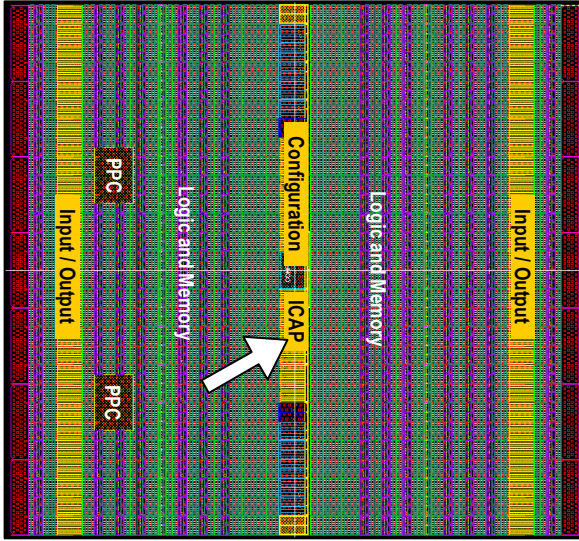 Input / Output
PPC
PPC
Logic and Memory
Configuration
ICAP
Logic and Memory
Input / Output